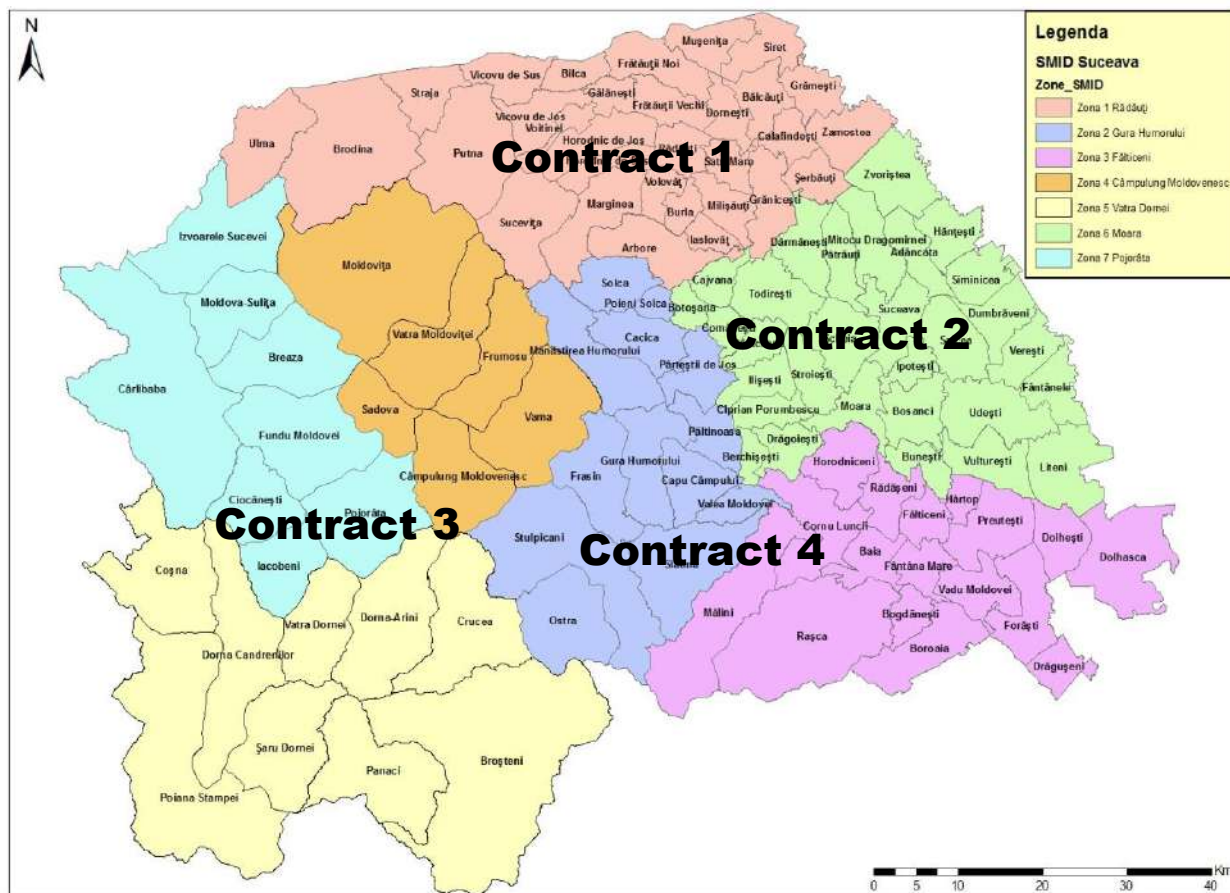 N
Legenda
SMID Suceava
Zone_SMID
Zona 1 Rădăuți
Zona 2 Gura Humorului
Zona 3 Fălticeni
Zona 4 Câmpulung Moldovenesc
Zona 5 Vatra Dornei
Zona 6 Moara
Zona 7 Pojorâta
Mușenița
Siret
Frătăuții Noi
Bilca
Vicovu de Sus
Grămești
Straja
Gălănești
Bălcăuți
Frătăuții Vechi
Dornești
Vicovu de Jos
Voitinel
Calafindești
Zamostea
Ulma
Brodina
Putna
Horodnic de Jos
Contract 1
Satu Mare
Volovăț
Șerbăuți
Zvoriștea
Marginea
Burla
Milișăuți
Grănicești
Sucevița
Arbore
Iaslovăț
Izvoarele Sucevei
Dărmănești
Mitocu Dragomirnei
Hănțești
Pătrăuți
Adâncata
Moldovița
Solca
Cajvana
Siminicea
Moldova-Sulița
Poieni Solca
Botoșana
Todirești
Suceava
Dumbrăveni
Vatra Moldoviței
Cacica
Contract 2
Breaza
Frumosu
Mănăstirea Humorului
Verești
Pârteștii de Jos
Ipotești
Cârlibaba
Ilișești
Stroiești
Fântânele
Sadova
Vama
Ciprian Porumbescu
Moara
Bosanci
Udești
Fundu Moldovei
Păltinoasa
Drăgoiești
Berchișești
Horodniceni
Bunești
Vulturești
Liteni
Câmpulung Moldovenesc
Frasin
Gura Humorului
Capu Câmpului
Rădășeni
Ciocănești
Pojorâta
Valea Moldovei
Hârtop
Contract 3
Fălticeni
Preutești
Stulpicani
Cornu Luncii
Dolhești
Contract 4
Baia
Dolhasca
Iacobeni
Slatina
Fântâna Mare
Coșna
Vadu Moldovei
Mălini
Vatra Dornei
Dorna-Arini
Crucea
Ostra
Bogdănești
Forăști
Rașca
Boroaia
Dorna Candrenilor
Drăgușeni
Șaru Dornei
Panaci
Broșteni
Poiana Stampei
Km
0 5 10 20 30 40